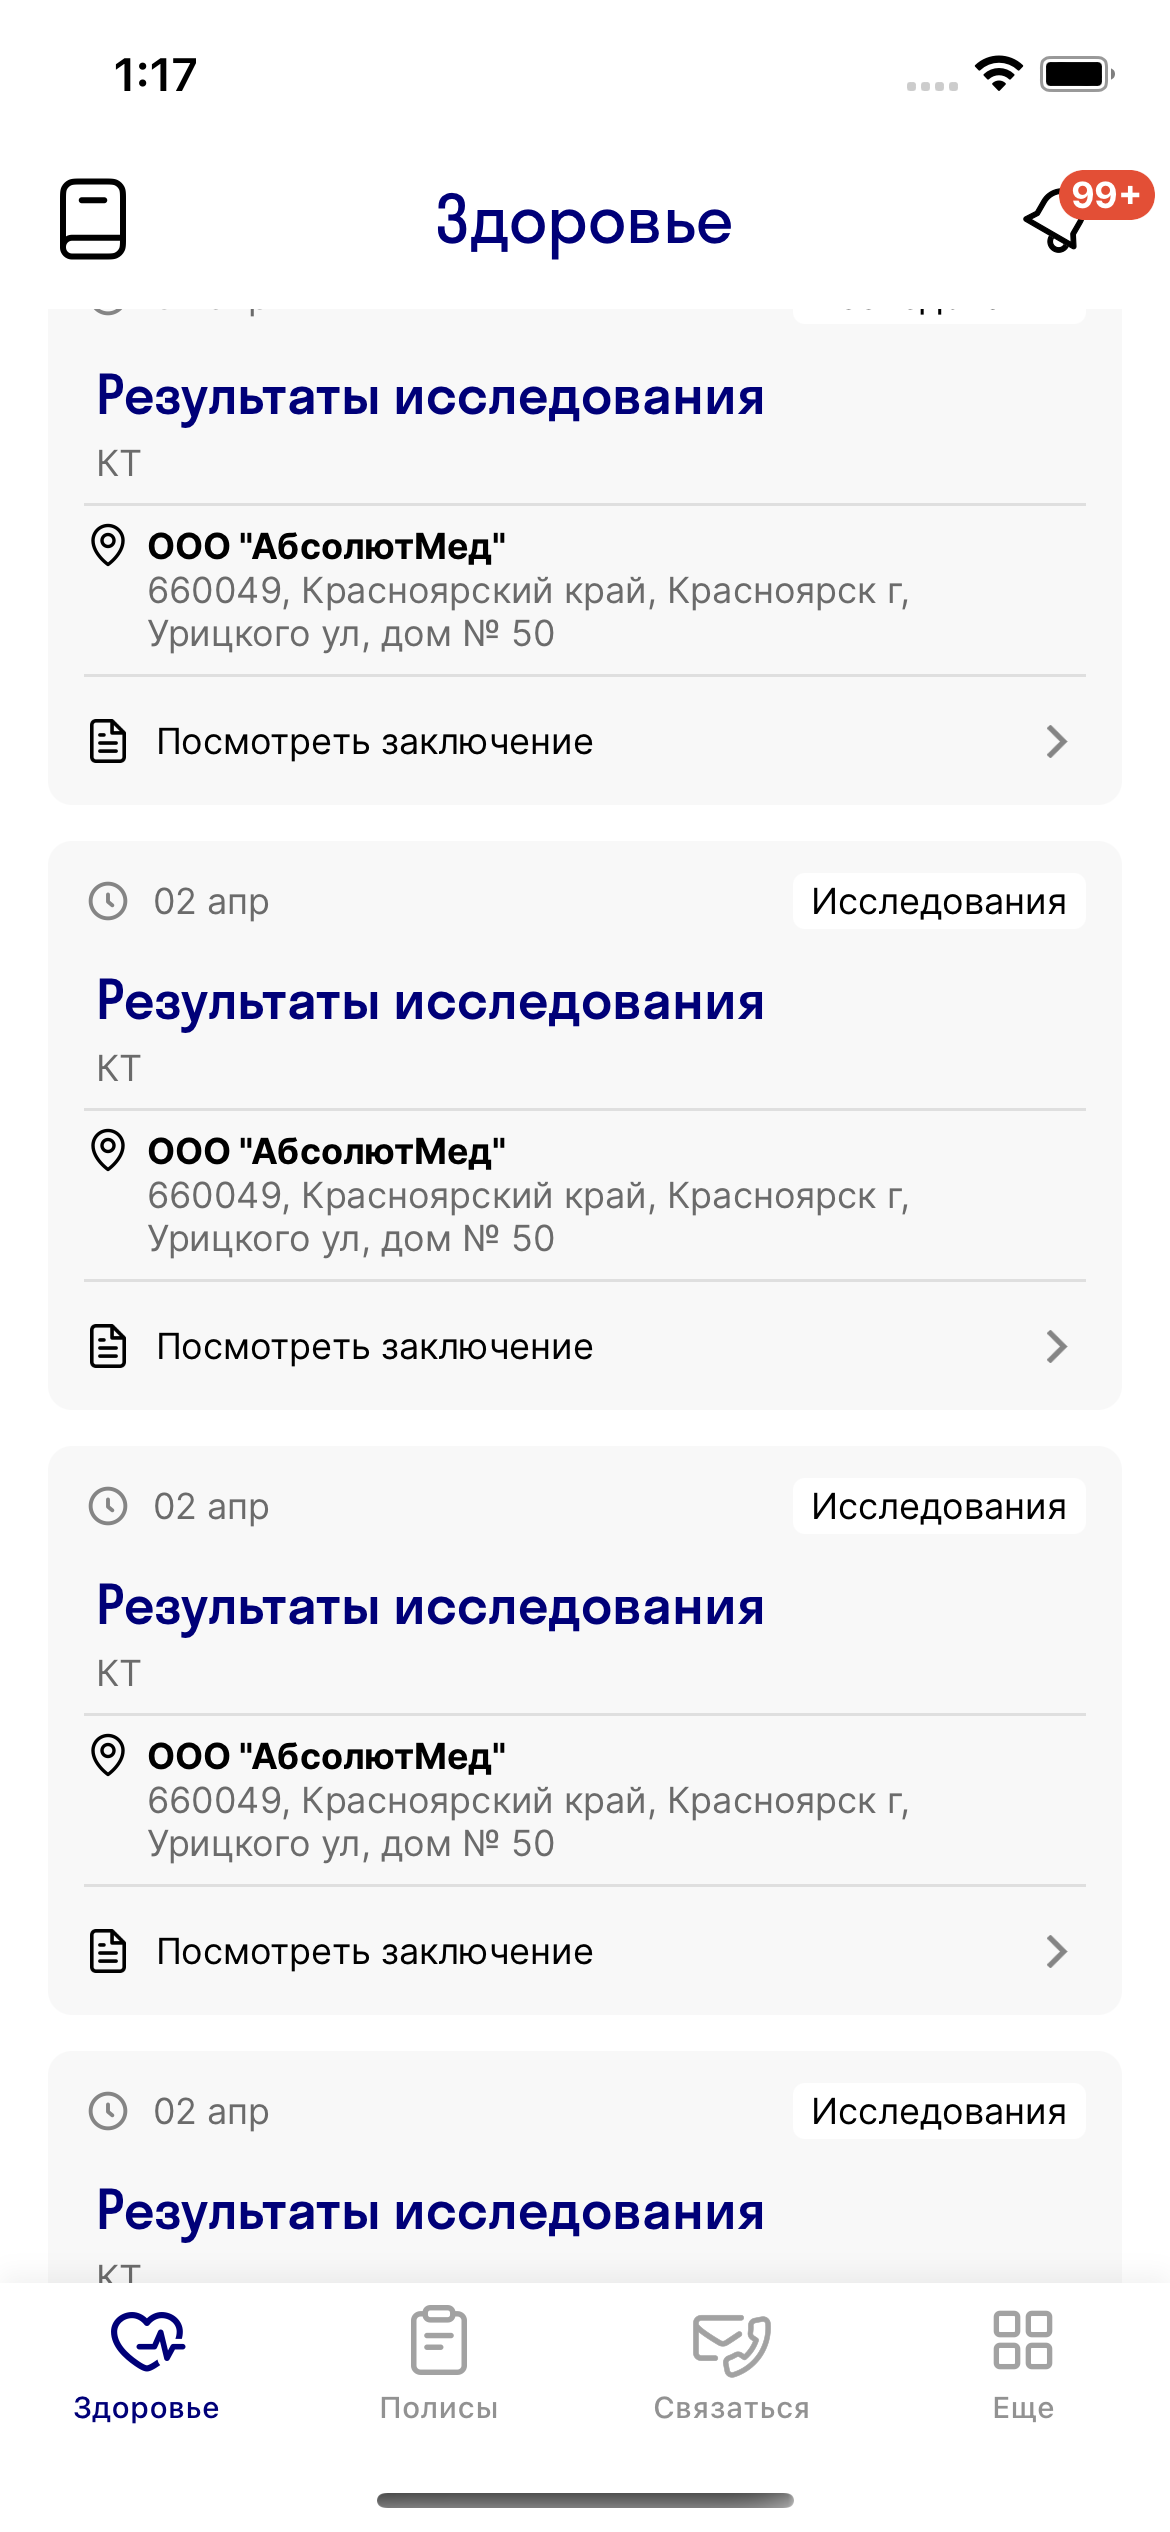 1:17
Здоровье
99+
Результаты исследования
КТ
ООО "АбсолютМед"
660049, Красноярский край, Красноярск г,
Урицкого ул, дом № 50
Посмотреть заключение
02 апр
Исследования
Результаты исследования
КТ
ООО "АбсолютМед"
660049, Красноярский край, Красноярск г,
Урицкого ул, дом № 50
Посмотреть заключение
02 апр
Исследования
Результаты исследования
КТ
ООО "АбсолютМед"
660049, Красноярский край, Красноярск г,
Урицкого ул, дом № 50
Посмотреть заключение
02 апр
Исследования
Результаты исследования
КТ
Здоровье
Полисы
Связаться
Еще